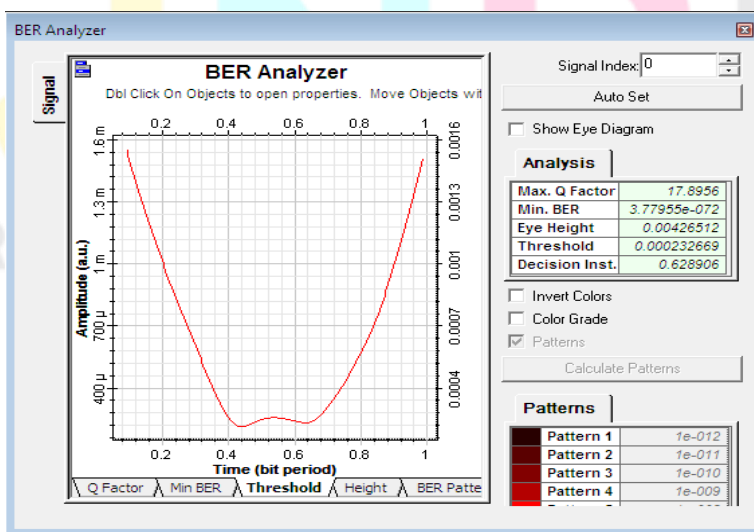 BER Analyzer
Signal
BER Analyzer
Dbl Click On Objects to open properties. Move Objects wit
0.2 0.4 0.6 0.8 1
1.6 m
1.3 m
1 m
700 µ
400 µ
Amplitude (a.u.)
0.0016
0.0013
0.001
0.0007
0.0004
0.2 0.4 0.6 0.8 1
Time (bit period)
Q Factor Min BER Threshold Height BER Patte
Signal Index: 0
Auto Set
Show Eye Diagram
Analysis
Max. Q Factor 17.8956
Min. BER 3.77955e-072
Eye Height 0.00426512
Threshold 0.000232669
Decision Inst. 0.628906
Invert Colors
Color Grade
Patterns
Calculate Patterns
Patterns
Pattern 1 1e-012
Pattern 2 1e-011
Pattern 3 1e-010
Pattern 4 1e-009